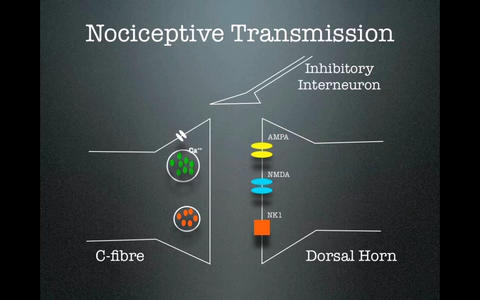 Nociceptive Transmission
Inhibitory
Interneuron
AMPA
Ca++
NMDA
NK1
C-fibre
Dorsal Horn